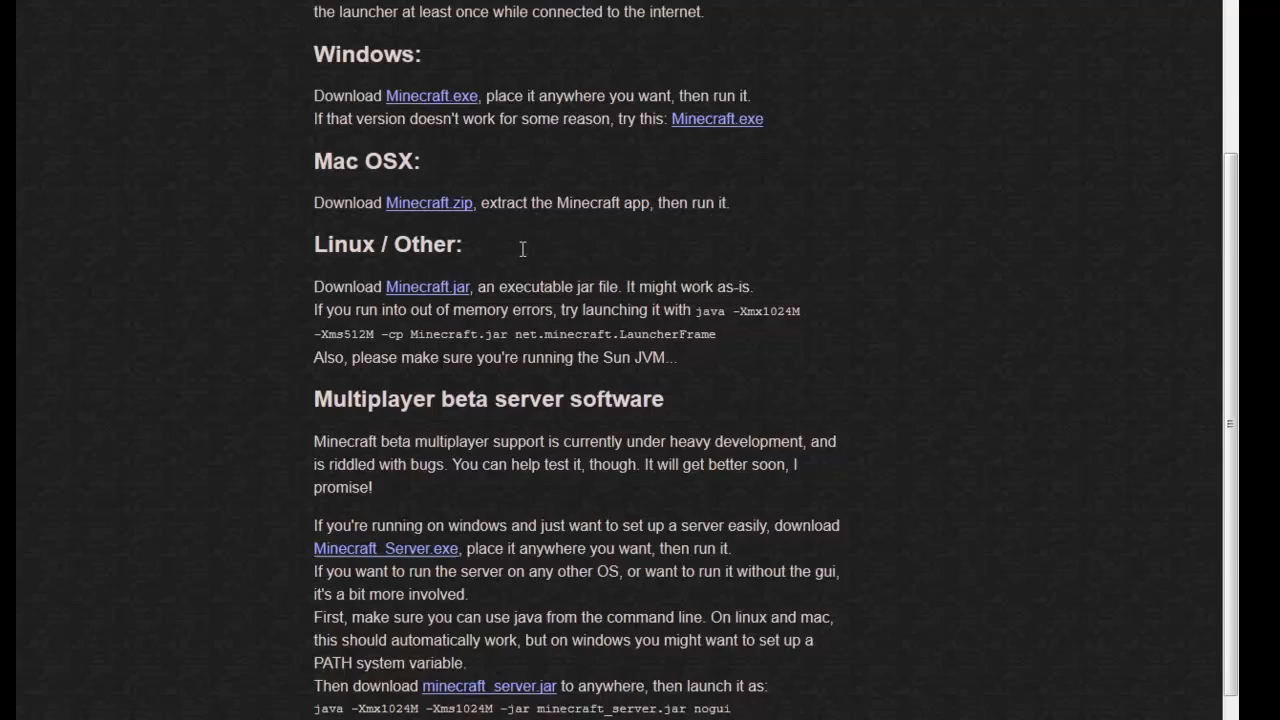 the launcher at least once while connected to the internet.
Windows:
Download Minecraft.exe, place it anywhere you want, then run it.
If that version doesn't work for some reason, try this: Minecraft.exe
Mac OSX:
Download Minecraft.zip, extract the Minecraft app, then run it.
Linux / Other:
Download Minecraft.jar, an executable jar file. It might work as-is.
If you run into out of memory errors, try launching it with java -Xmx1024M
-Xms512M -cp Minecraft.jar net.minecraft.LauncherFrame
Also, please make sure you're running the Sun JVM...
Multiplayer beta server software
Minecraft beta multiplayer support is currently under heavy development, and
is riddled with bugs. You can help test it, though. It will get better soon, I
promise!
If you're running on windows and just want to set up a server easily, download
Minecraft_Server.exe, place it anywhere you want, then run it.
If you want to run the server on any other OS, or want to run it without the gui,
it's a bit more involved.
First, make sure you can use java from the command line. On linux and mac,
this should automatically work, but on windows you might want to set up a
PATH system variable.
Then download minecraft_server.jar to anywhere, then launch it as:
java -Xmx1024M -Xms1024M -jar minecraft_server.jar nogui